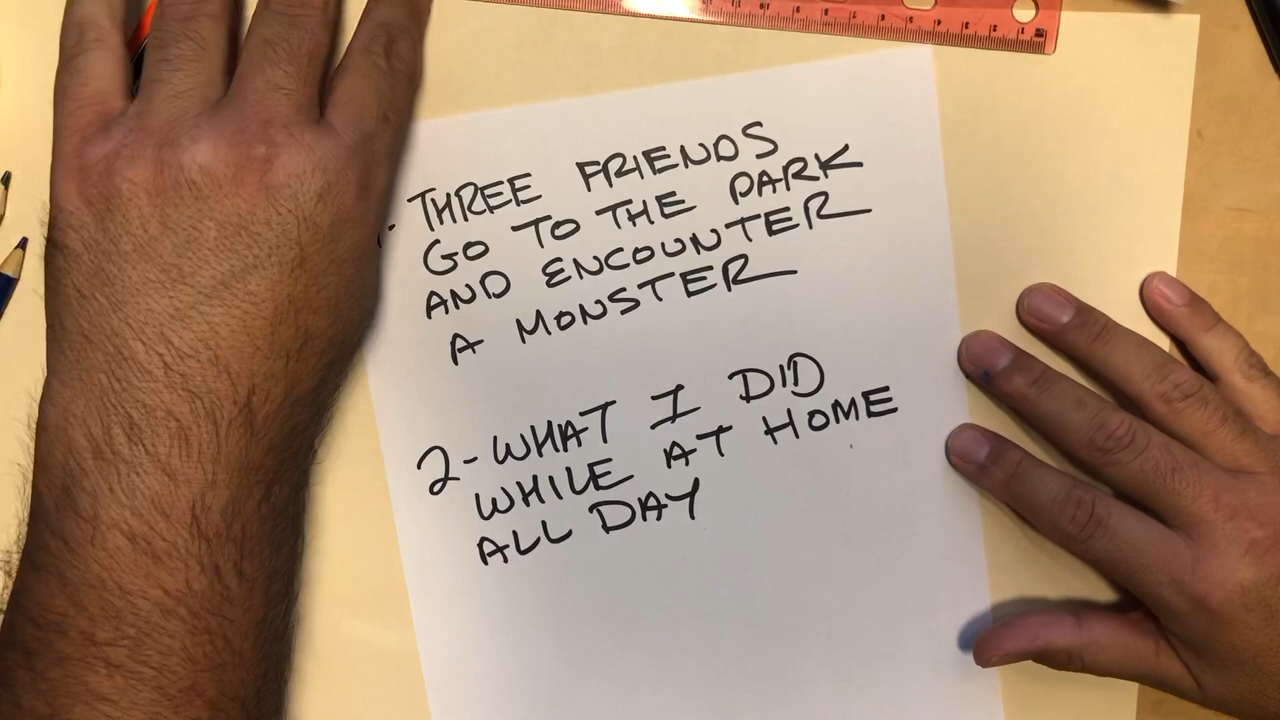 - THREE FRIENDS
GO TO THE PARK
AND ENCOUNTER
A MONSTER
2- WHAT I DID
WHILE AT HOME
ALL DAY